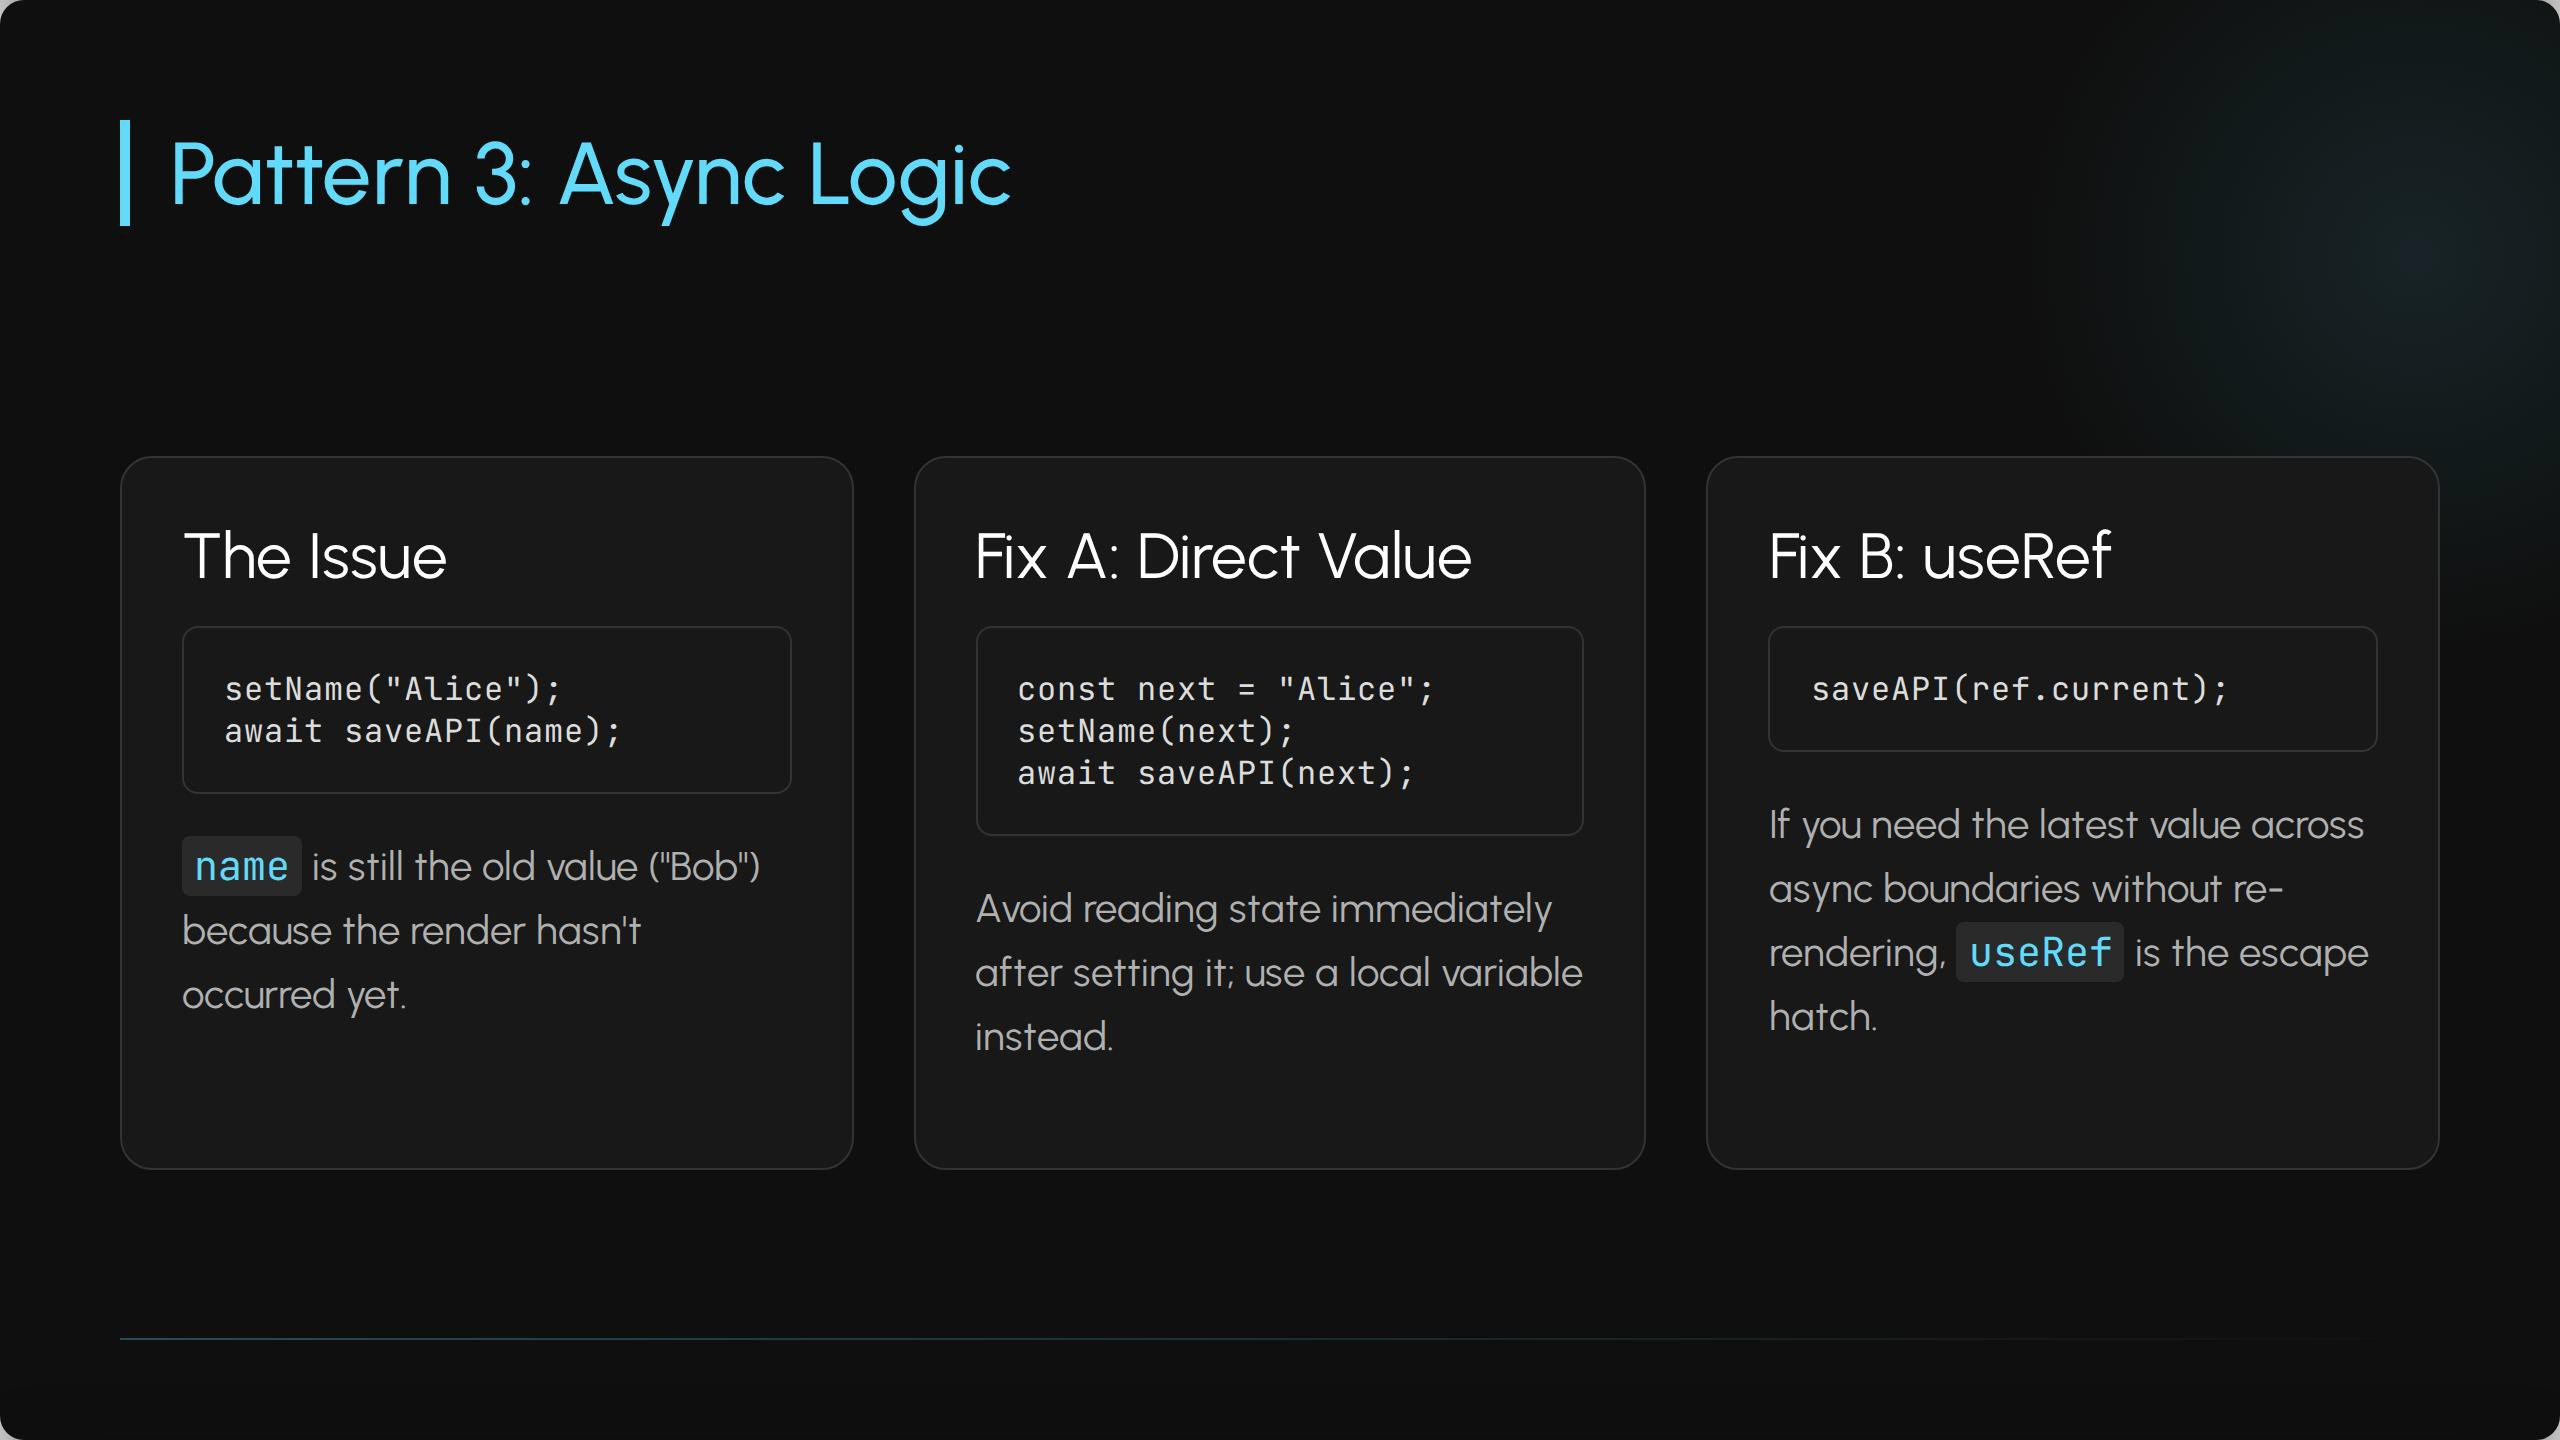 Pattern 3: Async Logic
The Issue
setName("Alice");
await saveAPI(name);
name is still the old value ("Bob")
because the render hasn't
occurred yet.
Fix A: Direct Value
const next = "Alice";
setName(next);
await saveAPI(next);
Avoid reading state immediately
after setting it; use a local variable
instead.
Fix B: useRef
saveAPI(ref.current);
If you need the latest value across
async boundaries without re-
rendering, useRef is the escape
hatch.